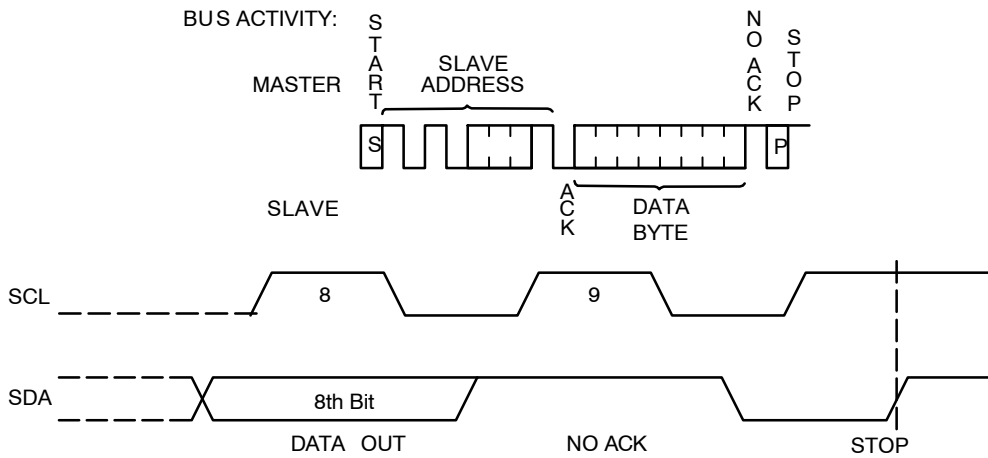 BUS ACTIVITY:
START
NO ACK
STOP
MASTER
SLAVE
ADDRESS
S
P
SLAVE
ACK
DATA
BYTE
SCL
8
9
SDA
8th Bit
DATA OUT
NO ACK
STOP